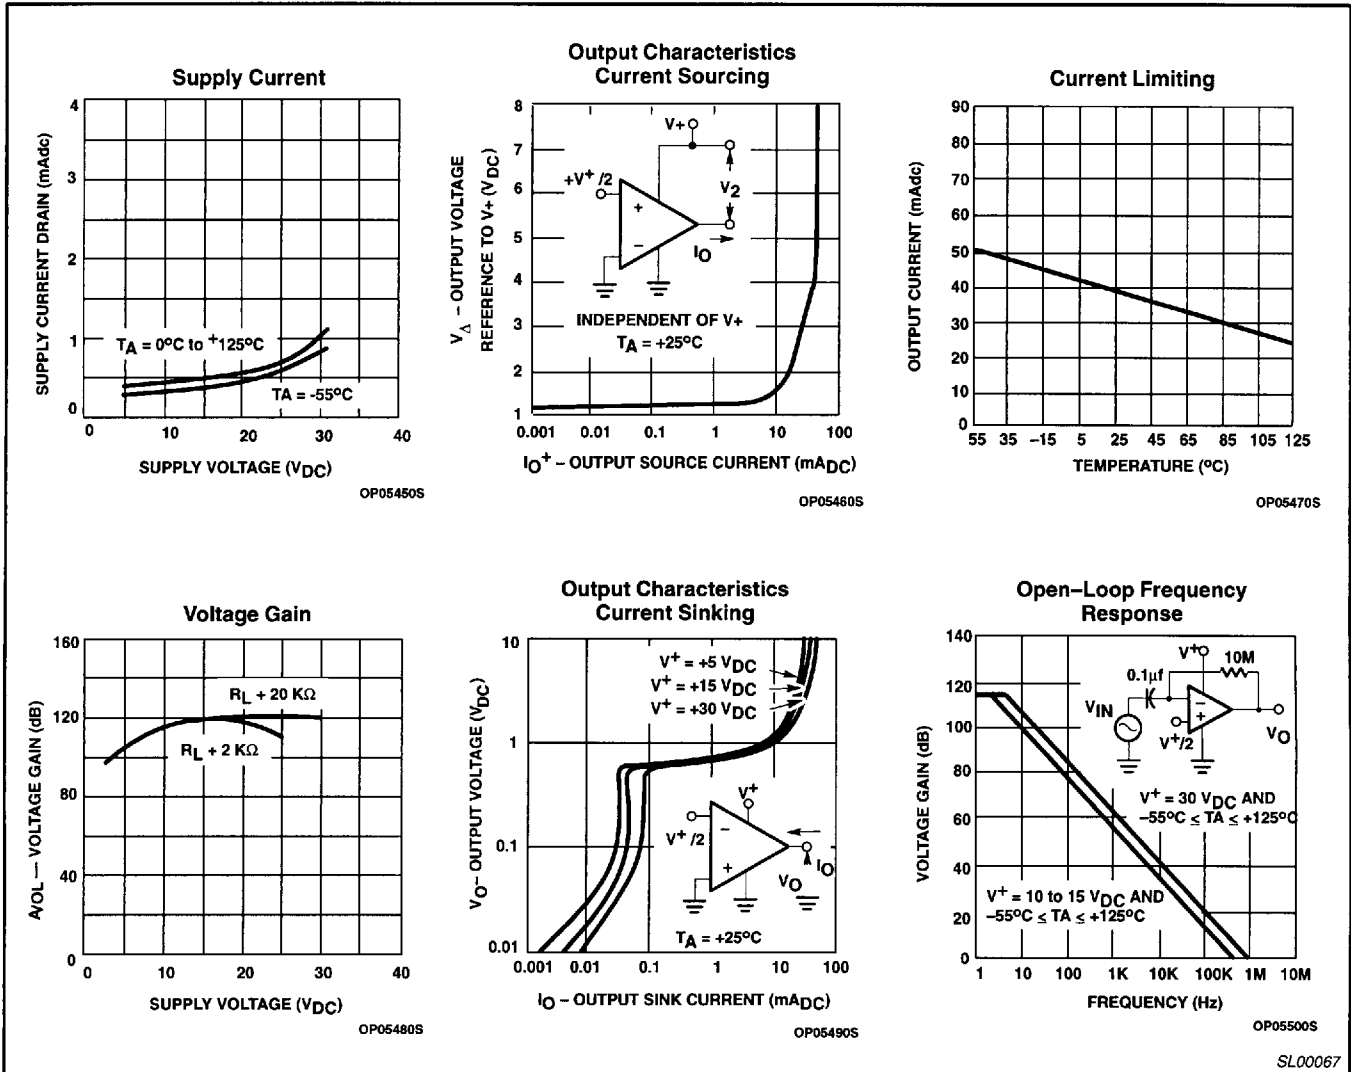 Supply Current
SUPPLY CURRENT DRAIN (mAdc)
4
3
2
1
0
TA = 0°C to +125°C
TA = -55°C
0 10 20 30 40
SUPPLY VOLTAGE (VDC)
OP05450S
Output Characteristics
Current Sourcing
V∆ – OUTPUT VOLTAGE
REFERENCE TO V+ (VDC)
8
7
6
5
4
3
2
1
V+
+V+/2
V2
+
–
IO
INDEPENDENT OF V+
TA = +25°C
0.001 0.01 0.1 1 10 100
IO+ – OUTPUT SOURCE CURRENT (mADC)
OP05460S
Current Limiting
OUTPUT CURRENT (mAdc)
90
80
70
60
50
40
30
20
10
0
55 35 –15 5 25 45 65 85 105 125
TEMPERATURE (°C)
OP05470S
Voltage Gain
AVOL — VOLTAGE GAIN (dB)
160
120
80
40
0
RL + 20 KΩ
RL + 2 KΩ
0 10 20 30 40
SUPPLY VOLTAGE (VDC)
OP05480S
Output Characteristics
Current Sinking
VO– OUTPUT VOLTAGE (VDC)
10
1
0.1
0.01
V+ = +5 VDC
V+ = +15 VDC
V+ = +30 VDC
V+
V+/2
–
+
VO
IO
TA = +25°C
0.001 0.01 0.1 1 10 100
IO – OUTPUT SINK CURRENT (mADC)
OP05490S
Open–Loop Frequency
Response
VOLTAGE GAIN (dB)
140
120
100
80
60
40
20
0
V+
10M
0.1µf
VIN
–
+
V+/2
VO
V+ = 30 VDC AND
–55°C ≤ TA ≤ +125°C
V+ = 10 to 15 VDC AND
–55°C ≤ TA ≤ +125°C
1 10 100 1K 10K 100K 1M 10M
FREQUENCY (Hz)
OP05500S
SL00067